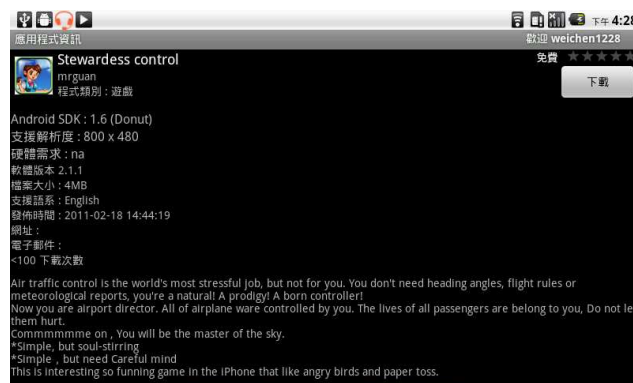 下午 4:28
應用程式資訊 歡迎 weichen1228
Stewardess control 免費
mrguan 下載
程式類別 : 遊戲
Android SDK : 1.6 (Donut)
支援解析度 : 800 x 480
硬體需求 : na
軟體版本 2.1.1
檔案大小 : 4MB
支援語系 : English
發佈時間 : 2011-02-18 14:44:19
網址 :
電子郵件 :
<100 下載次數
Air traffic control is the world's most stressful job, but not for you. You don't need heading angles, flight rules or
meteorological reports, you're a natural! A prodigy! A born controller!
Now you are airport director. All of airplane ware controlled by you. The lives of all passengers are belong to you, Do not le
them hurt.
Commmmmme on , You will be the master of the sky.
*Simple, but soul-stirring
*Simple , but need Careful mind
This is interesting so funning game in the iPhone that like angry birds and paper toss.